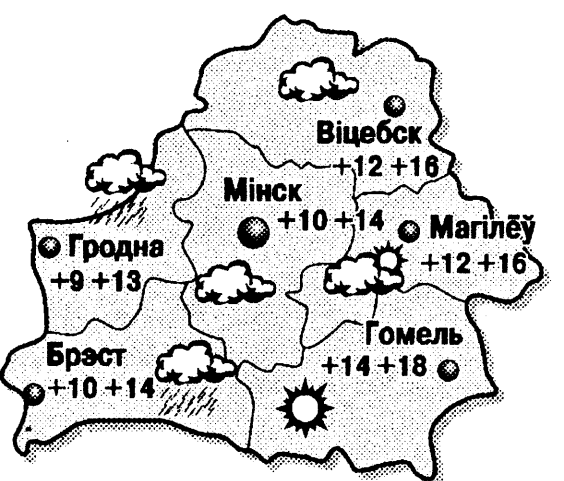 Віцебск
+12 +16
Мінск
+10 +14
Магілёў
+12 +16
Гродна
+9 +13
Гомель
+14 +18
Брэст
+10 +14